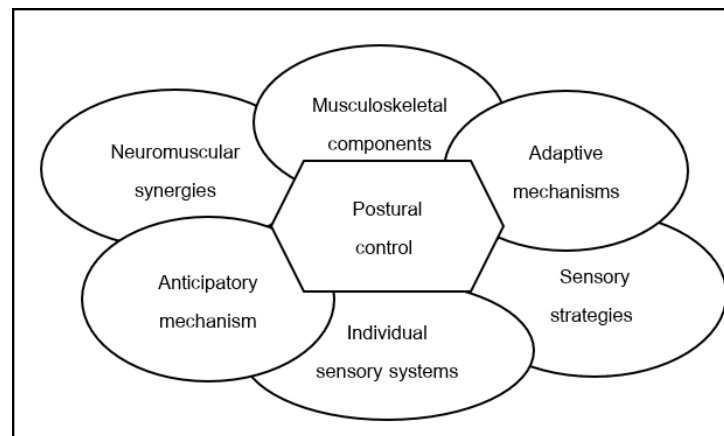 Musculoskeletal
components
Neuromuscular
synergies
Adaptive
mechanisms
Postural
control
Anticipatory
mechanism
Sensory
strategies
Individual
sensory systems